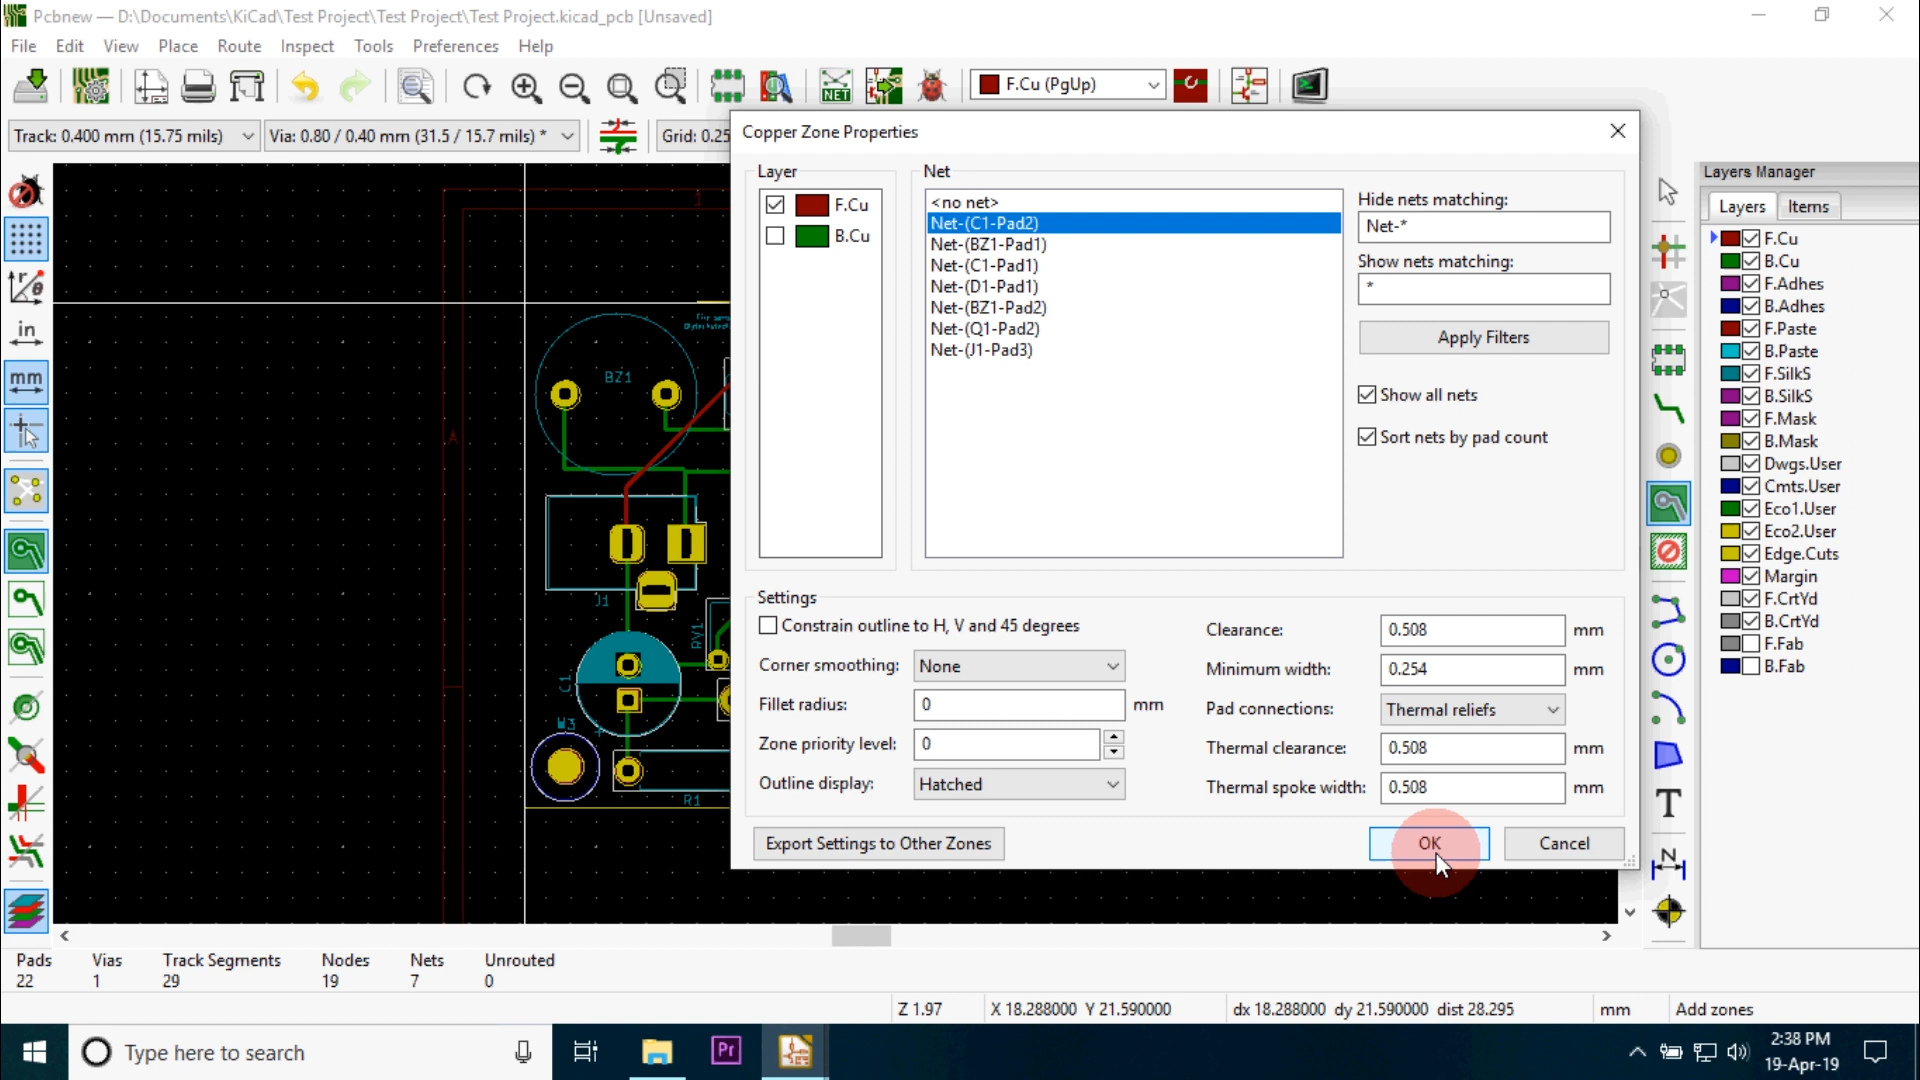 Pcbnew — D:\Documents\KiCad\Test Project\Test Project\Test Project.kicad_pcb [Unsaved]
File Edit View Place Route Inspect Tools Preferences Help
NET
F.Cu (PgUp)
Track: 0.400 mm (15.75 mils)
Via: 0.80 / 0.40 mm (31.5 / 15.7 mils) *
Grid: 0.25
Copper Zone Properties
Layer
F.Cu
B.Cu
Net
<no net>
Net-(C1-Pad2)
Net-(BZ1-Pad1)
Net-(C1-Pad1)
Net-(D1-Pad1)
Net-(BZ1-Pad2)
Net-(Q1-Pad2)
Net-(J1-Pad3)
Hide nets matching:
Net-*
Show nets matching:
*
Apply Filters
Show all nets
Sort nets by pad count
Settings
Constrain outline to H, V and 45 degrees
Corner smoothing: None
Fillet radius: 0 mm
Zone priority level: 0
Outline display: Hatched
Clearance: 0.508 mm
Minimum width: 0.254 mm
Pad connections: Thermal reliefs
Thermal clearance: 0.508 mm
Thermal spoke width: 0.508 mm
Export Settings to Other Zones
OK
Cancel
in
mm
1
A
BZ1
J1
RV1
C1
W3
R1
T
N
Layers Manager
Layers Items
F.Cu
B.Cu
F.Adhes
B.Adhes
F.Paste
B.Paste
F.SilkS
B.SilkS
F.Mask
B.Mask
Dwgs.User
Cmts.User
Eco1.User
Eco2.User
Edge.Cuts
Margin
F.CrtYd
B.CrtYd
F.Fab
B.Fab
Pads Vias Track Segments Nodes Nets Unrouted
22 1 29 19 7 0
Z 1.97 X 18.288000 Y 21.590000 dx 18.288000 dy 21.590000 dist 28.295 mm Add zones
Type here to search
Pr
2:38 PM
19-Apr-19